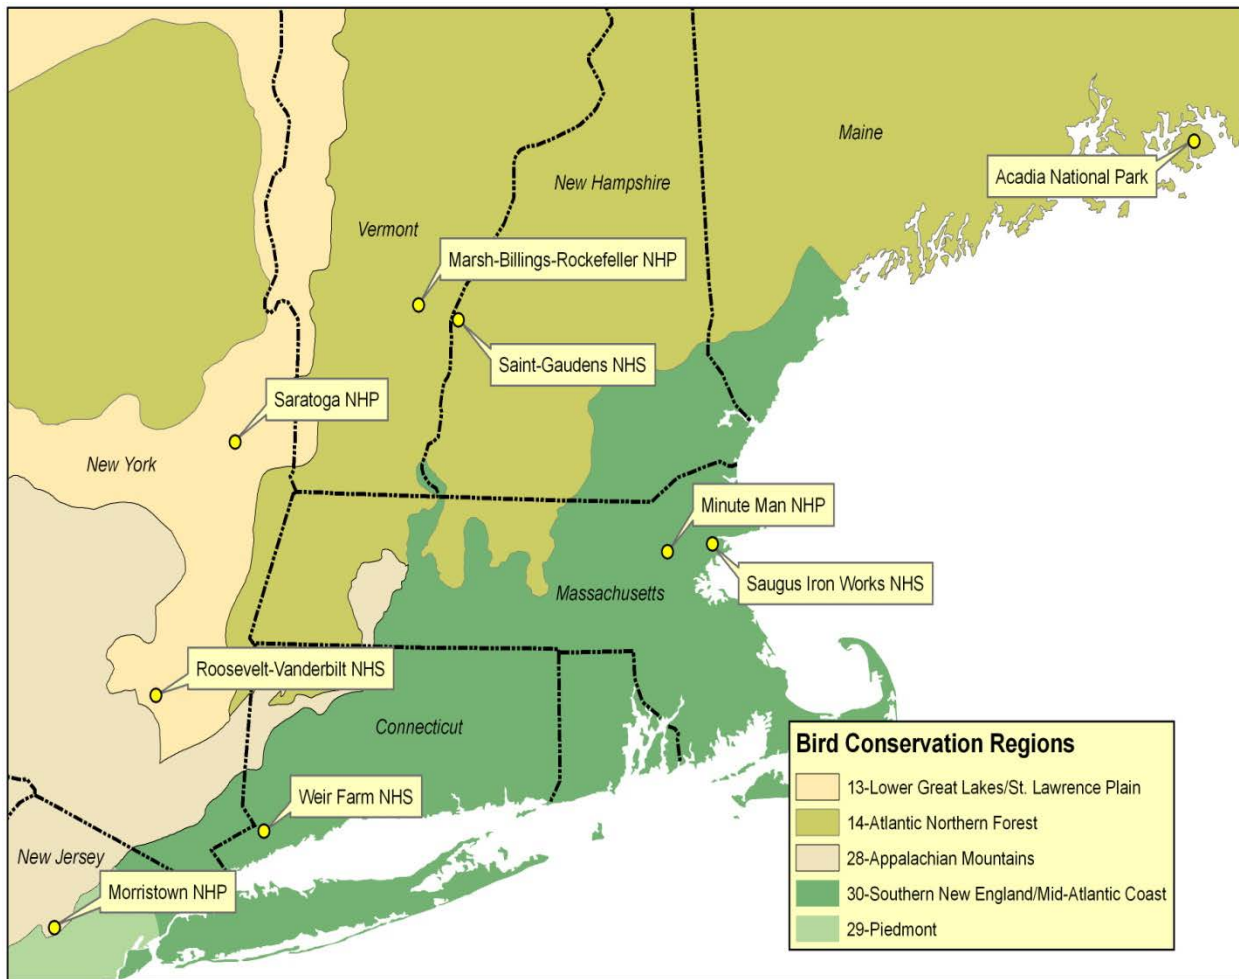 Maine
Acadia National Park
New Hampshire
Vermont
Marsh-Billings-Rockefeller NHP
Saint-Gaudens NHS
Saratoga NHP
New York
Minute Man NHP
Saugus Iron Works NHS
Massachusetts
Roosevelt-Vanderbilt NHS
Connecticut
Weir Farm NHS
New Jersey
Morristown NHP
Bird Conservation Regions
13-Lower Great Lakes/St. Lawrence Plain
14-Atlantic Northern Forest
28-Appalachian Mountains
30-Southern New England/Mid-Atlantic Coast
29-Piedmont